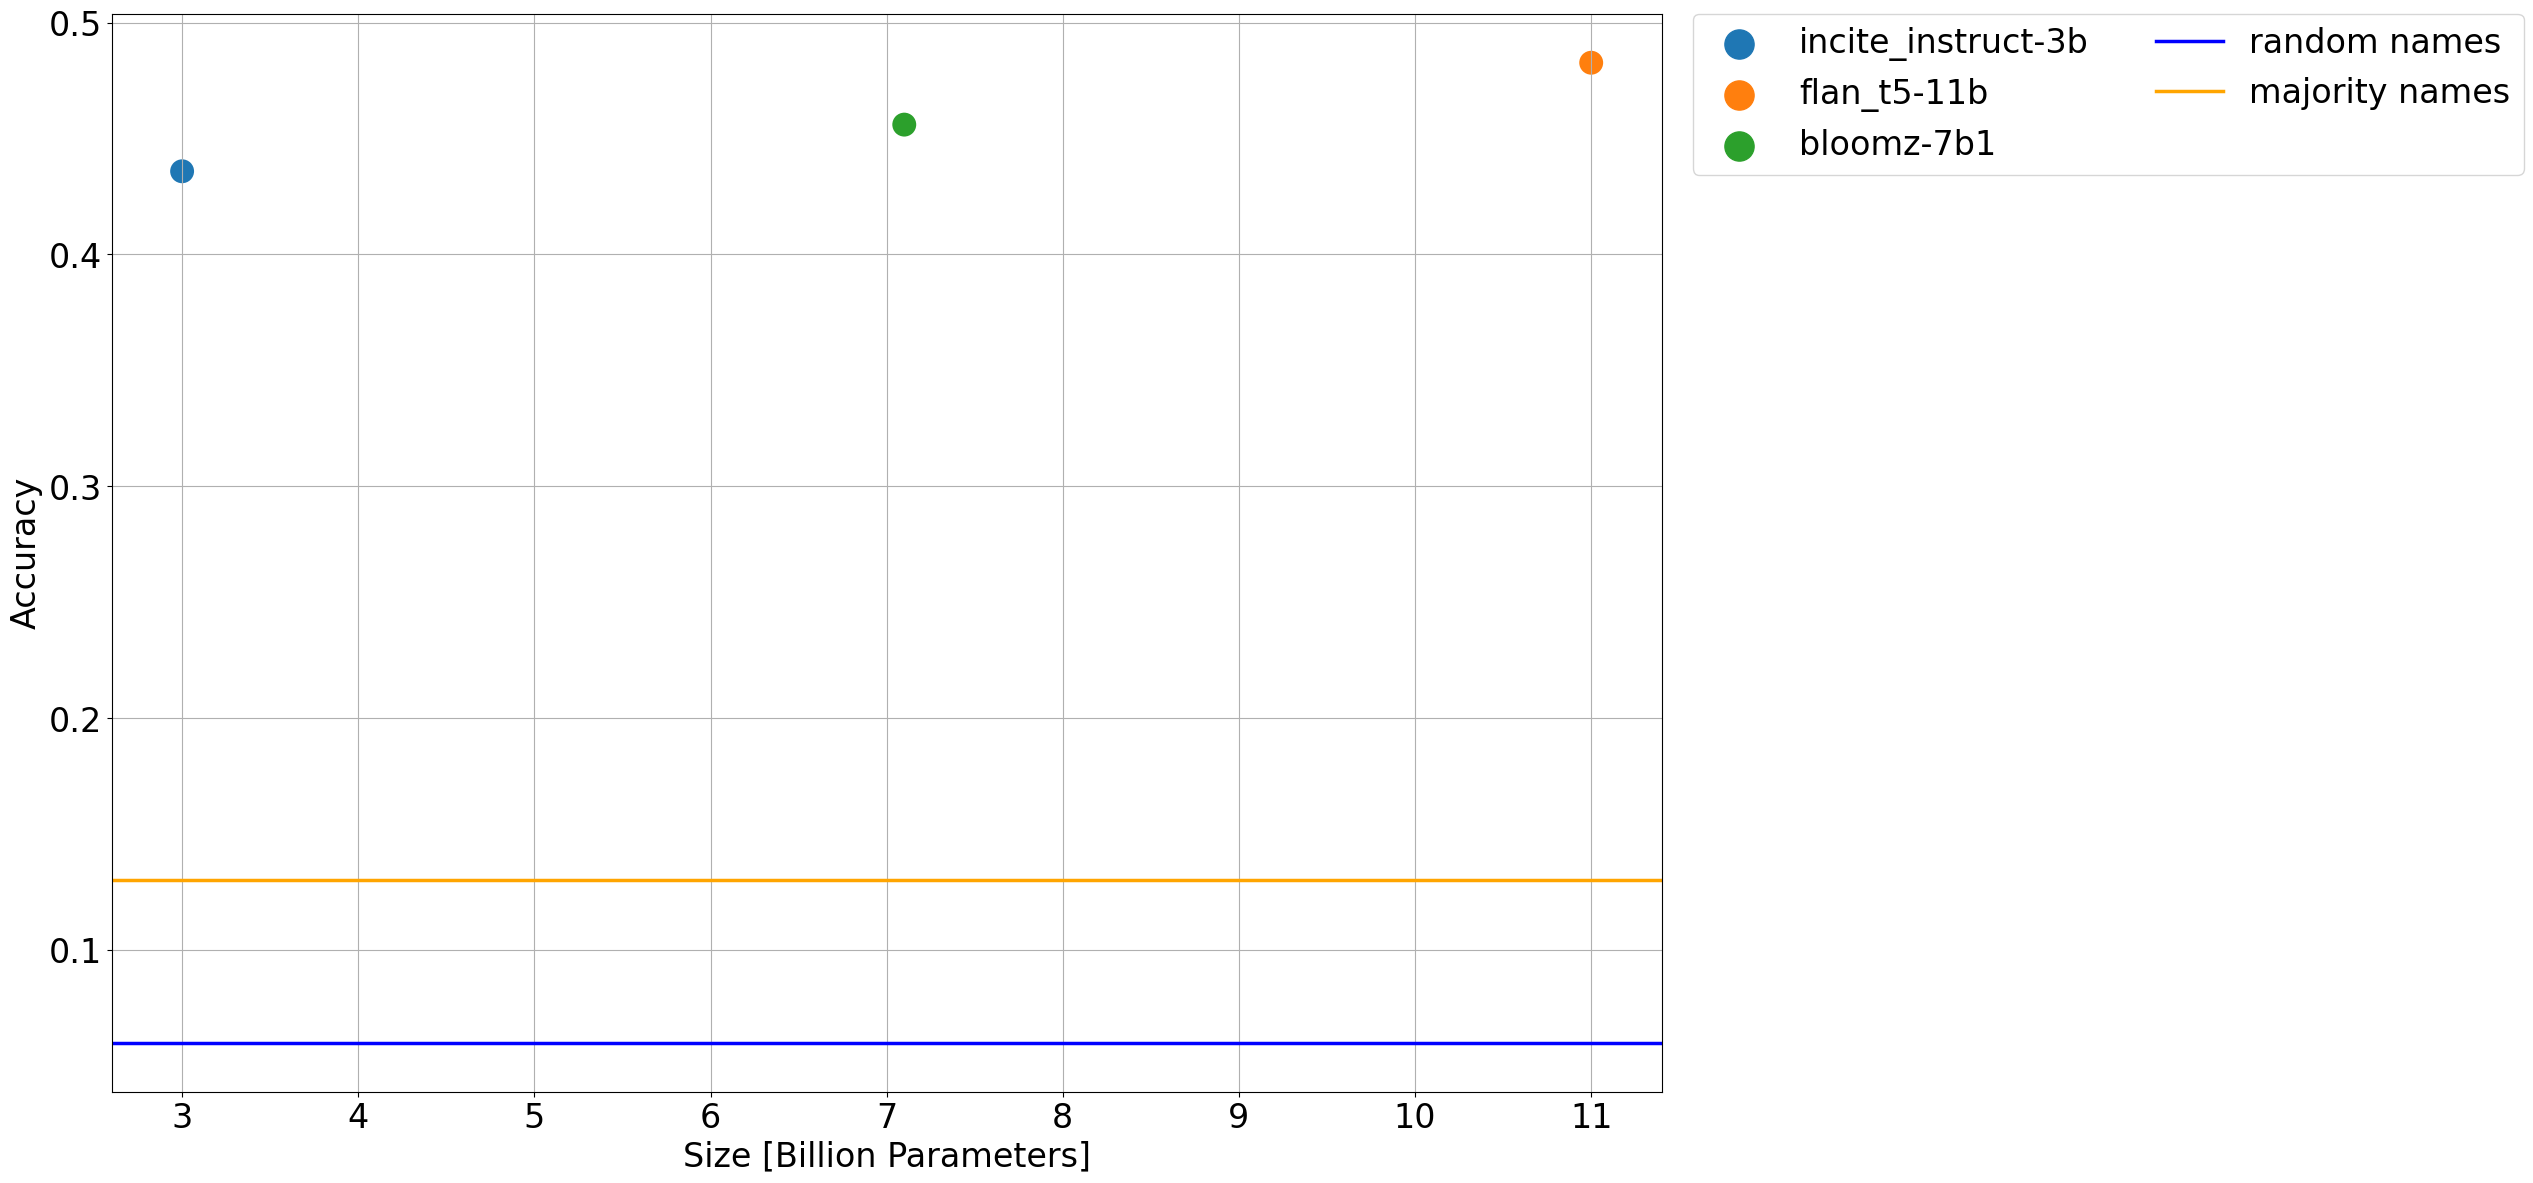 0.5
0.4
0.3
0.2
0.1
Accuracy
3 4 5 6 7 8 9 10 11
Size [Billion Parameters]
incite_instruct-3b
flan_t5-11b
bloomz-7b1
random names
majority names